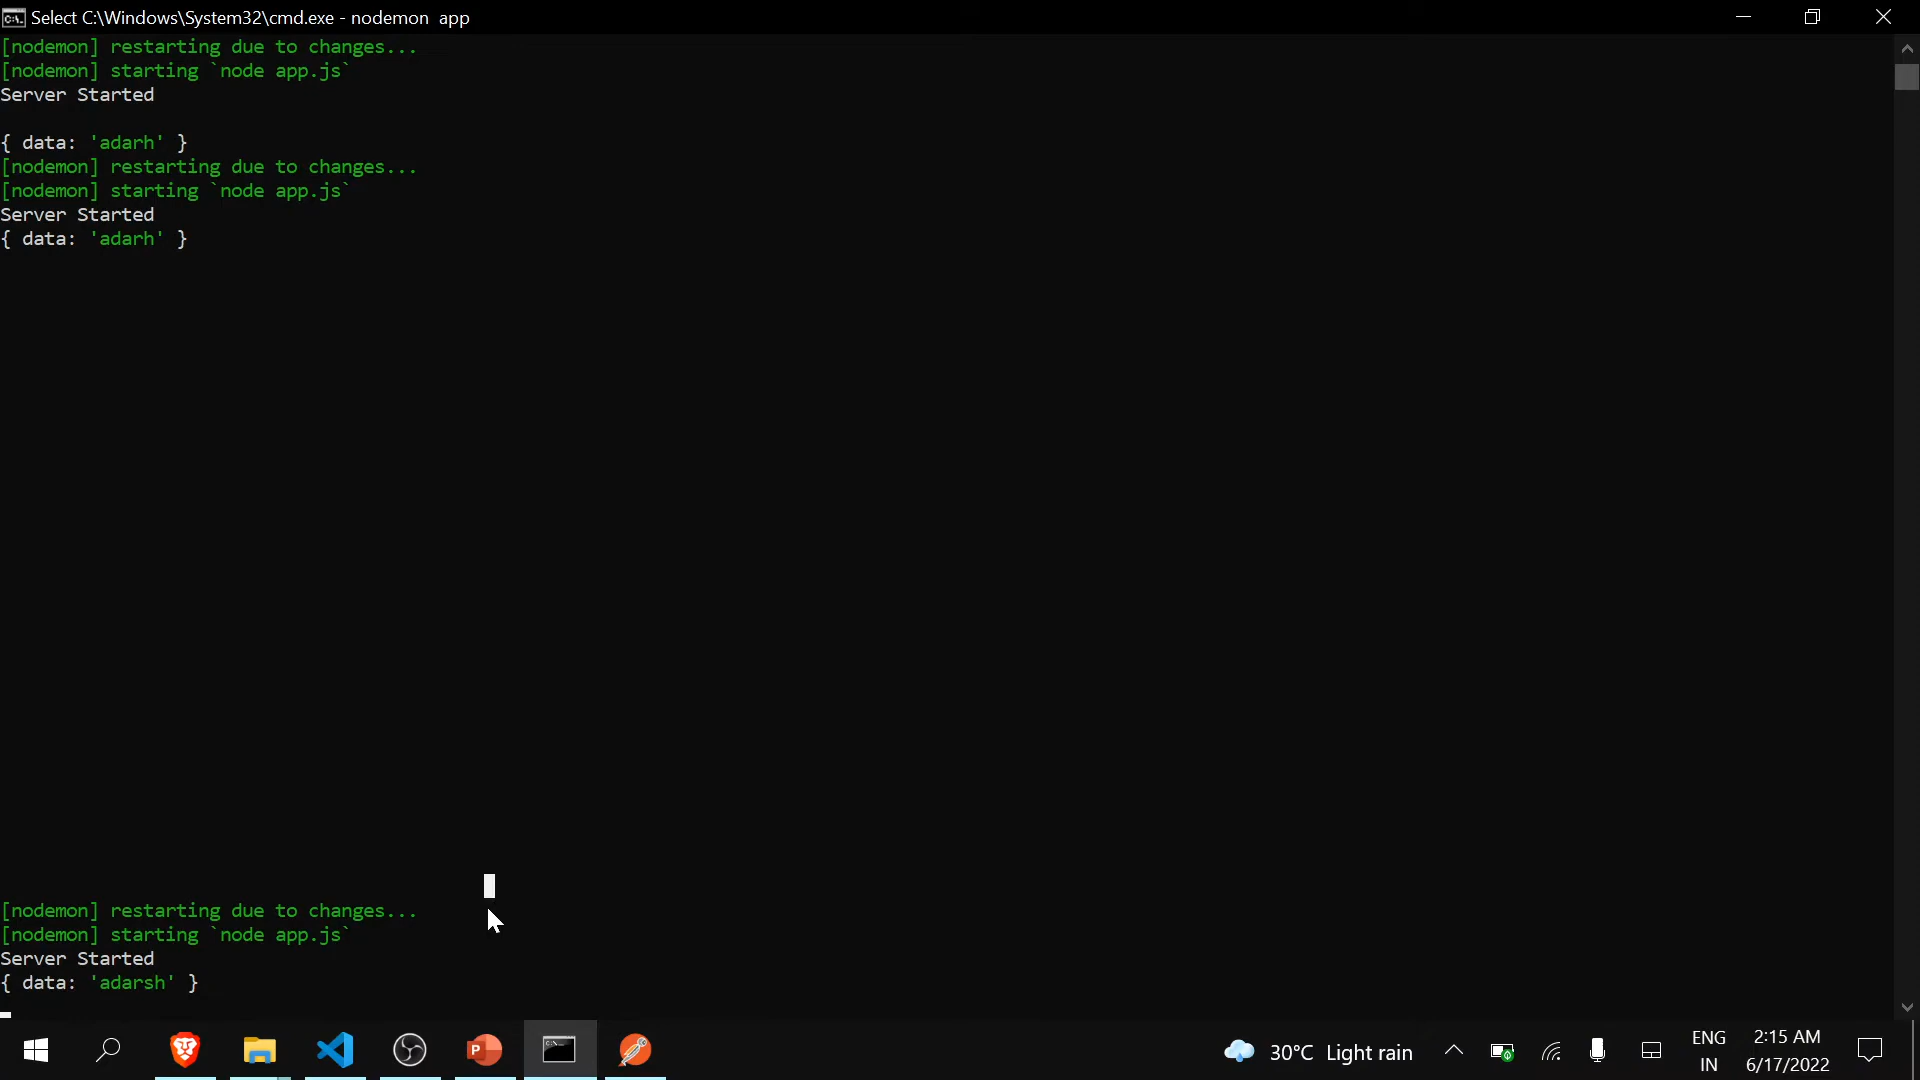 Select C:\Windows\System32\cmd.exe - nodemon  app
[nodemon] restarting due to changes...
[nodemon] starting `node app.js`
Server Started
{ data: 'adarh' }
[nodemon] restarting due to changes...
[nodemon] starting `node app.js`
Server Started
{ data: 'adarh' }
[nodemon] restarting due to changes...
[nodemon] starting `node app.js`
Server Started
{ data: 'adarsh' }
30°C Light rain
ENG
IN
2:15 AM
6/17/2022